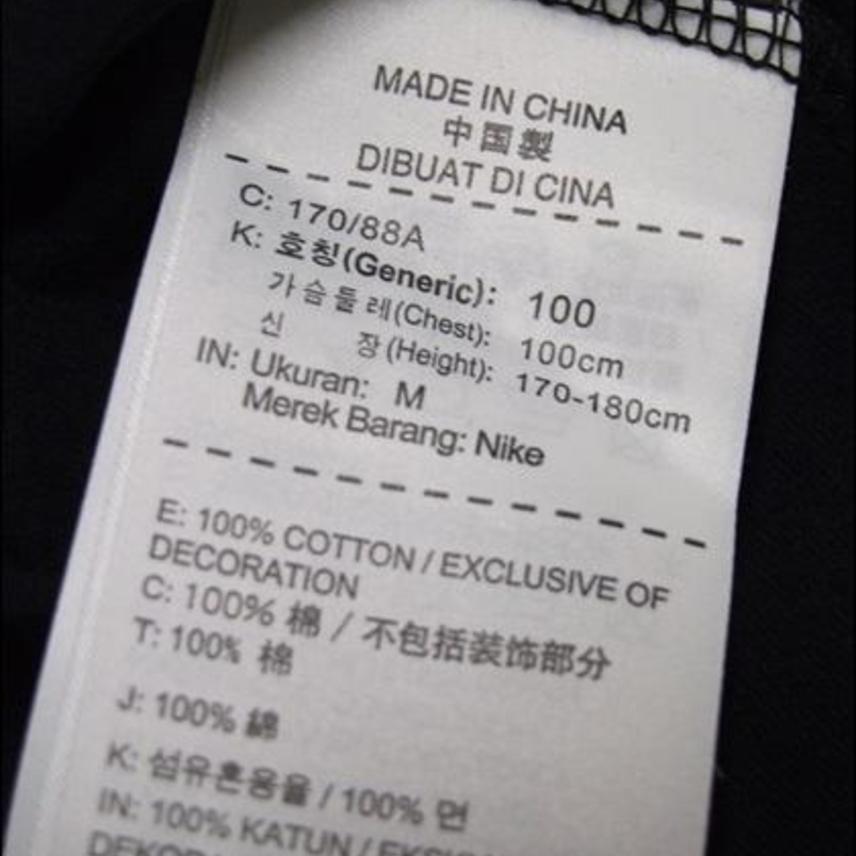 MADE IN CHINA
中国製
DIBUAT DI CINA
C: 170/88A
K: 호칭(Generic): 100
가슴둘레(Chest): 100cm
신 장(Height): 170-180cm
IN: Ukuran: M
Merek Barang: Nike
E: 100% COTTON / EXCLUSIVE OF
DECORATION
C: 100% 棉 / 不包括装饰部分
T: 100% 棉
J: 100% 綿
K: 섬유혼용율 / 100% 면
IN: 100% KATUN /